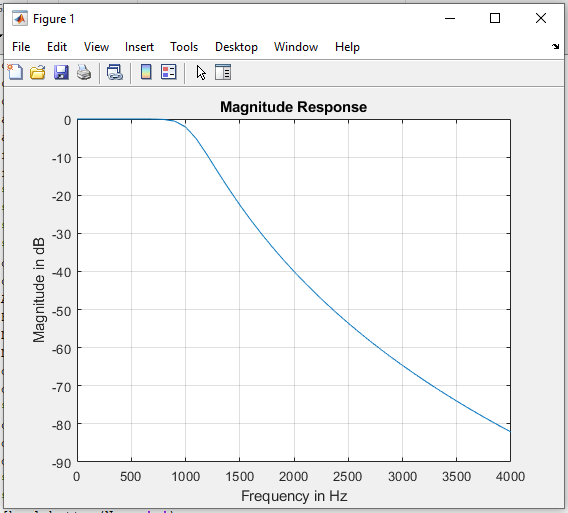 Figure 1
File Edit View Insert Tools Desktop Window Help
Magnitude Response
0
-10
-20
-30
-40
-50
-60
-70
-80
-90
Magnitude in dB
0 500 1000 1500 2000 2500 3000 3500 4000
Frequency in Hz